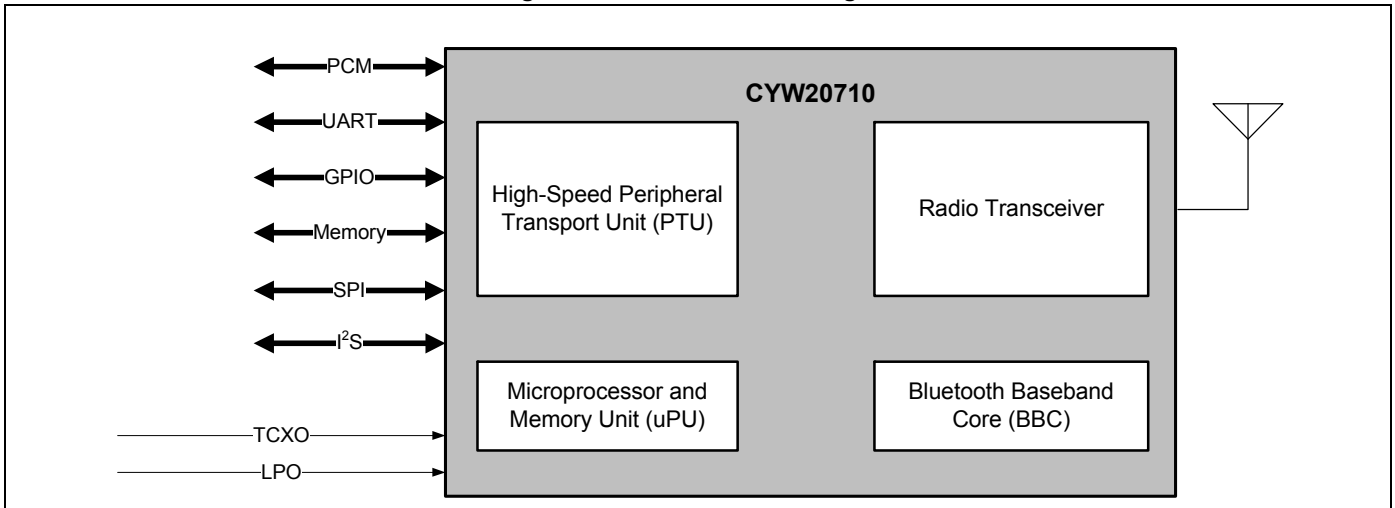 PCM
UART
GPIO
Memory
SPI
I²S
TCXO
LPO
CYW20710
High-Speed Peripheral
Transport Unit (PTU)
Radio Transceiver
Microprocessor and
Memory Unit (uPU)
Bluetooth Baseband
Core (BBC)